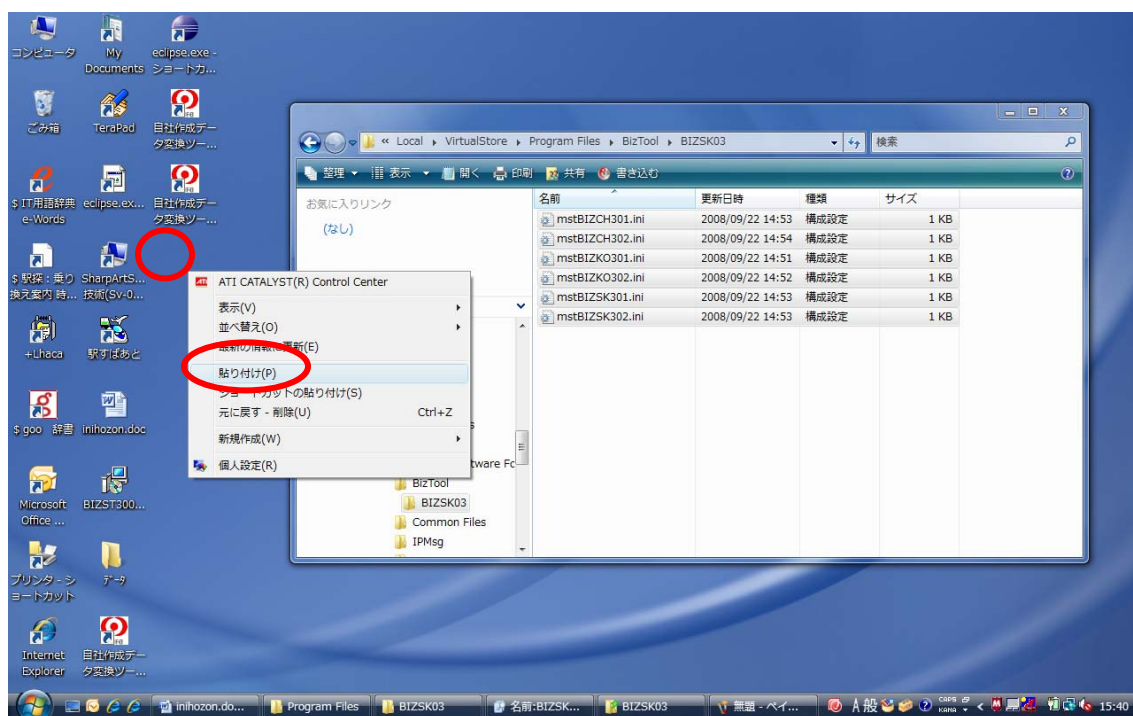 コンピュータ
My
Documents
eclipse.exe -
ショートカ...
ごみ箱
TeraPad
自社作成デー
タ変換ツー...
$ IT用語辞典
e-Words
eclipse.ex...
自社作成デー
タ変換ツー...
$ 駅探:乗り
換え案内 時...
SharpArtS...
技術(Sv-0...
+Lhaca
駅すぱあと
$ goo 辞書
inihozon.doc
Microsoft
Office ...
BIZST300...
プリンタ - シ
ョートカット
データ
Internet
Explorer
自社作成デー
タ変換ツー...
« Local ▸ VirtualStore ▸ Program Files ▸ BizTool ▸ BIZSK03
検索
整理
表示
開く
印刷
共有
書き込む
お気に入りリンク
(なし)
名前 更新日時 種類 サイズ
mstBIZCH301.ini 2008/09/22 14:53 構成設定 1 KB
mstBIZCH302.ini 2008/09/22 14:54 構成設定 1 KB
mstBIZKO301.ini 2008/09/22 14:51 構成設定 1 KB
mstBIZKO302.ini 2008/09/22 14:52 構成設定 1 KB
mstBIZSK301.ini 2008/09/22 14:53 構成設定 1 KB
mstBIZSK302.ini 2008/09/22 14:53 構成設定 1 KB
ATI CATALYST(R) Control Center
表示(V)
並べ替え(O)
最新の情報に更新(E)
貼り付け(P)
ショートカットの貼り付け(S)
元に戻す - 削除(U) Ctrl+Z
新規作成(W)
個人設定(R)
tware Fo
BizTool
BIZSK03
Common Files
IPMsg
inihozon.do...
Program Files
BIZSK03
名前:BIZSK...
BIZSK03
無題 - ペイ...
A 般
CAPS
KANA
15:40